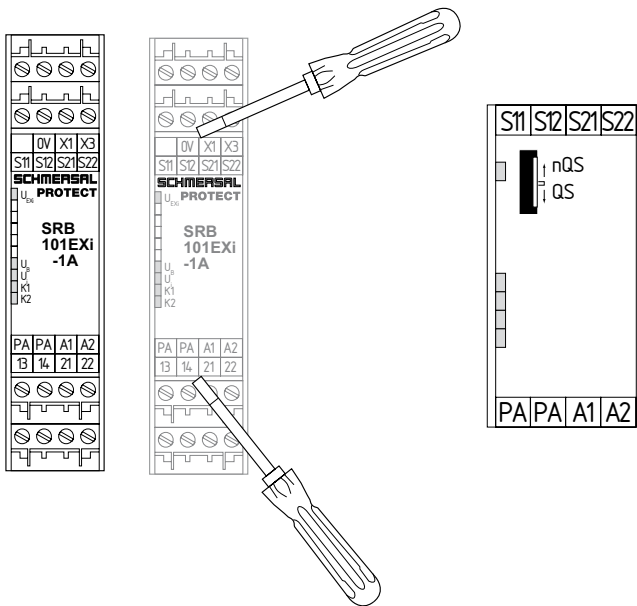 0V X1 X3
S11 S12 S21 S22
SCHMERSAL
PROTECT
UEXi
SRB
101EXi
-1A
UB
Ui
K1
K2
PA PA A1 A2
13 14 21 22
0V X1 X3
S11 S12 S21 S22
SCHMERSAL
PROTECT
UEXi
SRB
101EXi
-1A
UB
Ui
K1
K2
PA PA A1 A2
13 14 21 22
S11 S12 S21 S22
nQS
QS
PA PA A1 A2